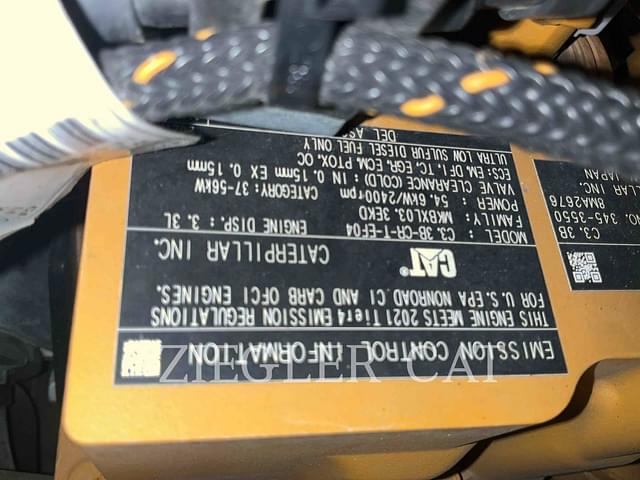 EMISSION CONTROL INFORMATION
THIS ENGINE MEETS 2021 Tier4 EMISSION REGULATIONS
FOR U.S. EPA NONROAD CI AND CARB OFCI ENGINES.
CAT
CATERPILLAR INC.
MODEL: C3.3B-CR-T-EF04
ENGINE DISP.: 3.3L
FAMILY: MKBXL03.3EKD
POWER: 54.6kW/2400rpm
CATEGORY: 37-56kW
VALVE CLEARANCE (COLD): IN 0.15mm EX 0.15mm
ECS: EM. DFI. TC. EGR. ECM. PTOX. OC
ULTRA LOW SULFUR DIESEL FUEL ONLY
DEL ASS
C3.3B
NO. 345-3550
8MA2676
INC.
JAPAN
ZIEGLER CAT